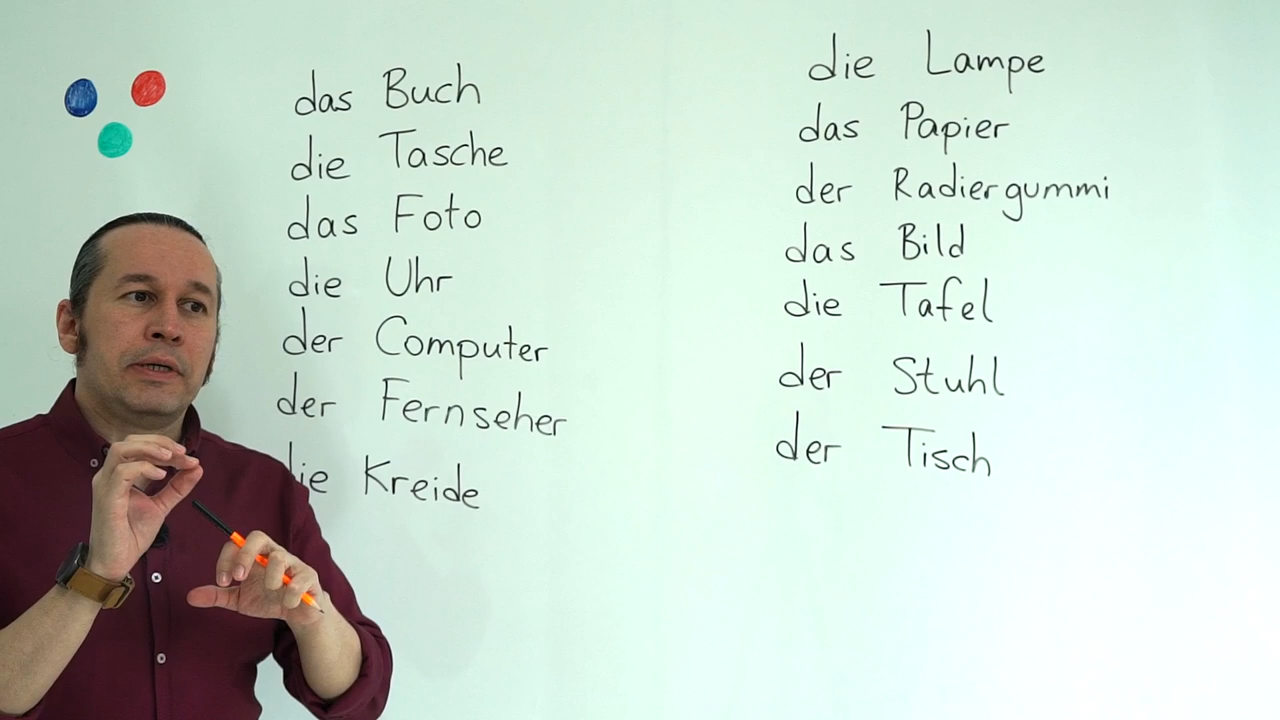 das Buch
die Tasche
das Foto
die Uhr
der Computer
der Fernseher
die Kreide
die Lampe
das Papier
der Radiergummi
das Bild
die Tafel
der Stuhl
der Tisch